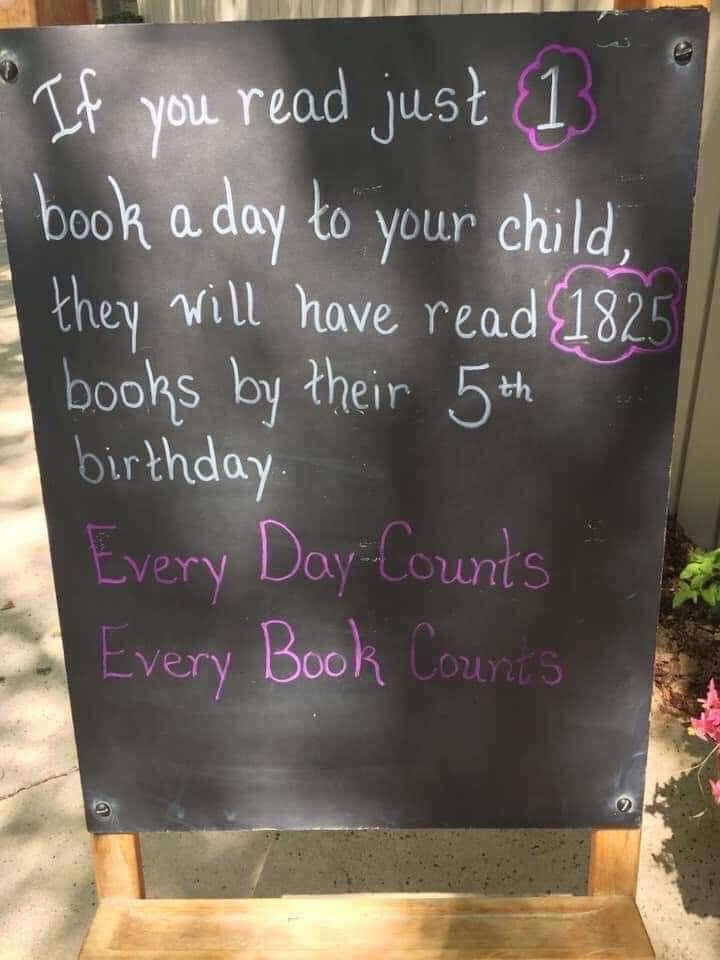 If you read just 1
book a day to your child,
they will have read 1825
books by their 5th
birthday.
Every Day Counts
Every Book Counts